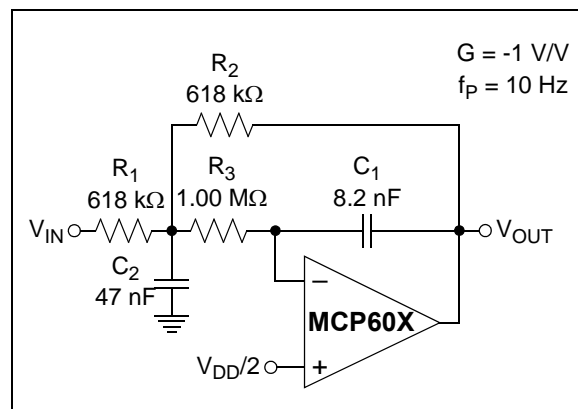 G = -1 V/V
fP = 10 Hz
R2
618 kΩ
R1
618 kΩ
R3
1.00 MΩ
C1
8.2 nF
VIN
VOUT
C2
47 nF
−
MCP60X
VDD/2
+